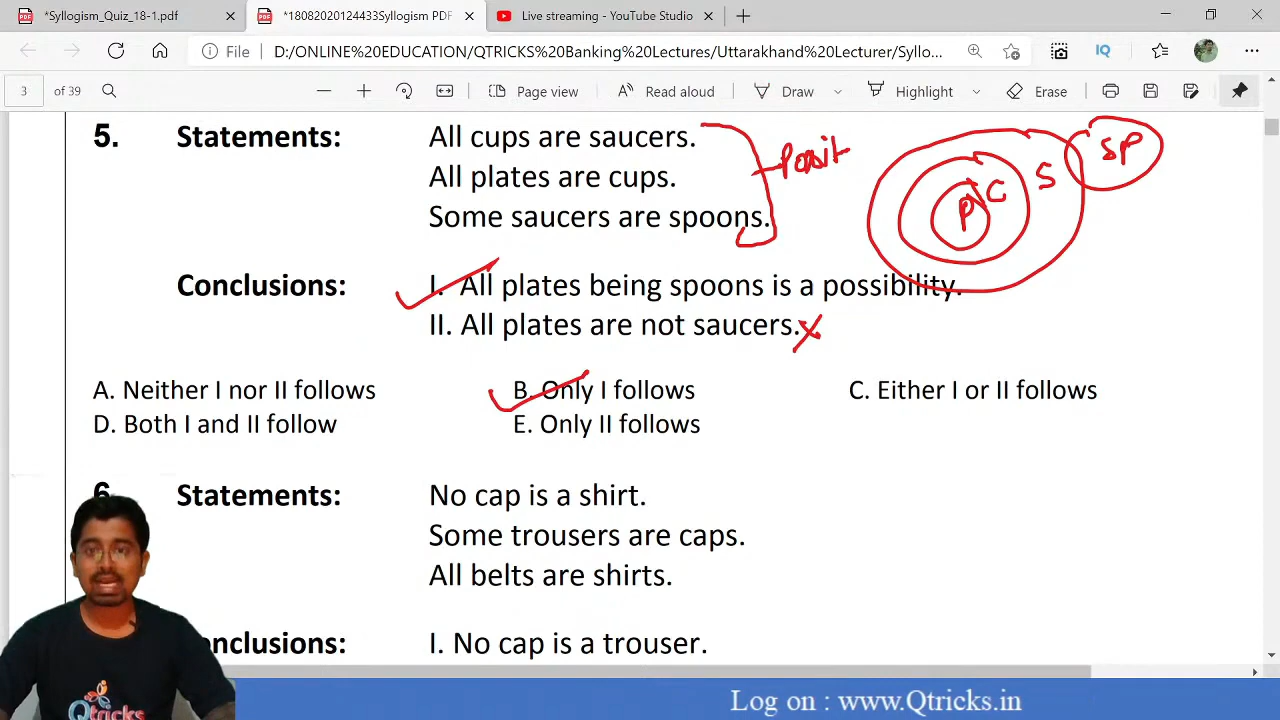 *Syllogism_Quiz_18-1.pdf
*18082020124433Syllogism PDF
Live streaming - YouTube Studio
File
D:/ONLINE%20EDUCATION/QTRICKS%20Banking%20Lectures/Uttarakhand%20Lecturer/Syllo...
IQ
3 of 39
Page view
Read aloud
Draw
Highlight
Erase
5. Statements: All cups are saucers.
All plates are cups.
Some saucers are spoons.
Posit
P C S SP
Conclusions: I. All plates being spoons is a possibility.
II. All plates are not saucers.
A. Neither I nor II follows B. Only I follows C. Either I or II follows
D. Both I and II follow E. Only II follows
6. Statements: No cap is a shirt.
Some trousers are caps.
All belts are shirts.
onclusions: I. No cap is a trouser.
Qtricks
Log on : www.Qtricks.in